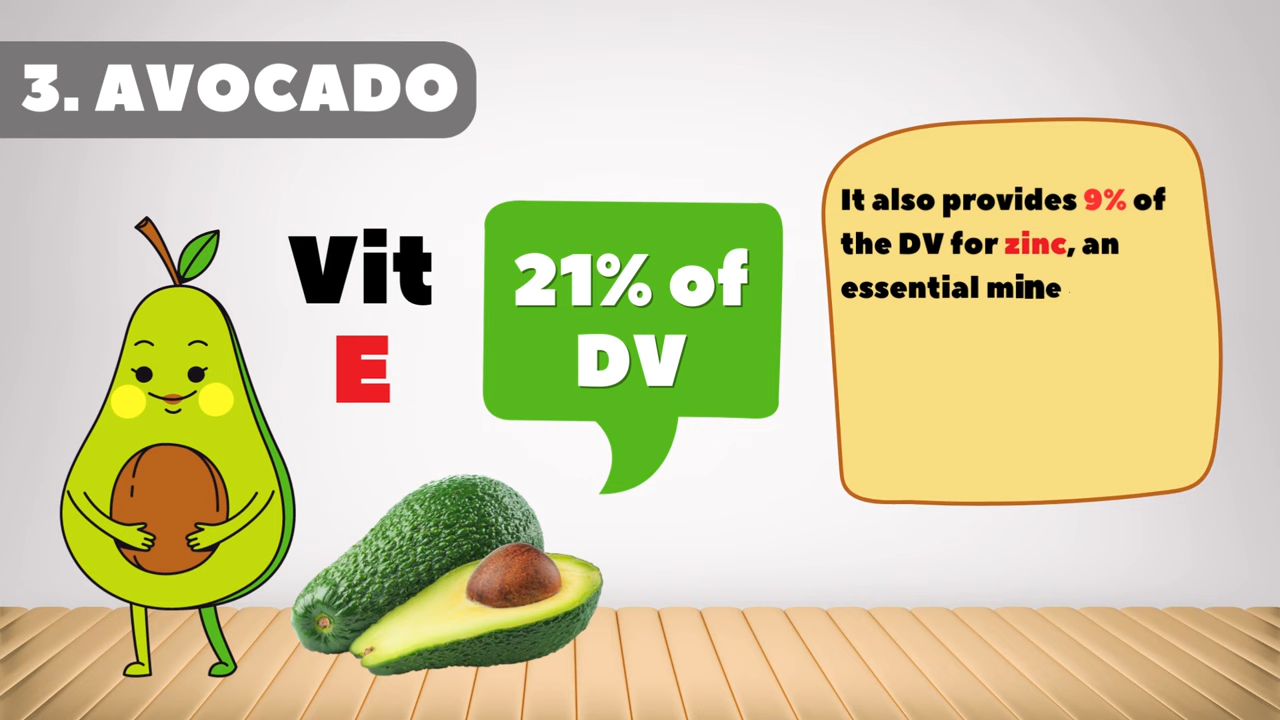 3. AVOCADO
Vit
E
21% of
DV
It also provides 9% of
the DV for zinc, an
essential mine